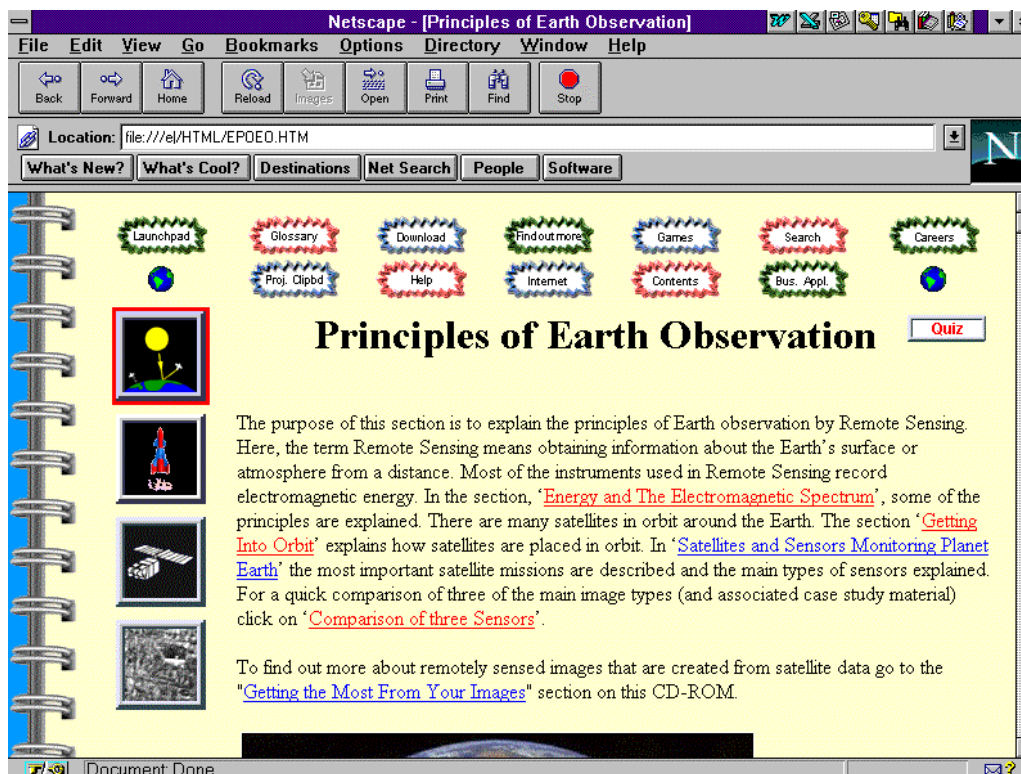 Netscape - [Principles of Earth Observation]
File Edit View Go Bookmarks Options Directory Window Help
Back Forward Home Reload Images Open Print Find Stop
Location: file:///e|/HTML/EPOEO.HTM
N
What's New? What's Cool? Destinations Net Search People Software
Launchpad Glossary Download Find out more Games Search Careers
Proj. Clipbd Help Internet Contents Bus. Appl.
Principles of Earth Observation
Quiz
The purpose of this section is to explain the principles of Earth observation by Remote Sensing.
Here, the term Remote Sensing means obtaining information about the Earth's surface or
atmosphere from a distance. Most of the instruments used in Remote Sensing record
electromagnetic energy. In the section, ‘Energy and The Electromagnetic Spectrum’, some of the
principles are explained. There are many satellites in orbit around the Earth. The section ‘Getting
Into Orbit’ explains how satellites are placed in orbit. In ‘Satellites and Sensors Monitoring Planet
Earth’ the most important satellite missions are described and the main types of sensors explained.
For a quick comparison of three of the main image types (and associated case study material)
click on ‘Comparison of three Sensors’.
To find out more about remotely sensed images that are created from satellite data go to the
"Getting the Most From Your Images" section on this CD-ROM.
Document: Done